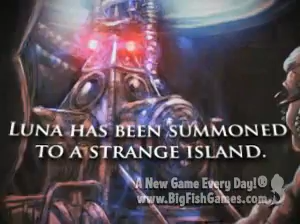 LUNA HAS BEEN SUMMONED
TO A STRANGE ISLAND.
A New Game Every Day!®
www.BigFishGames.com